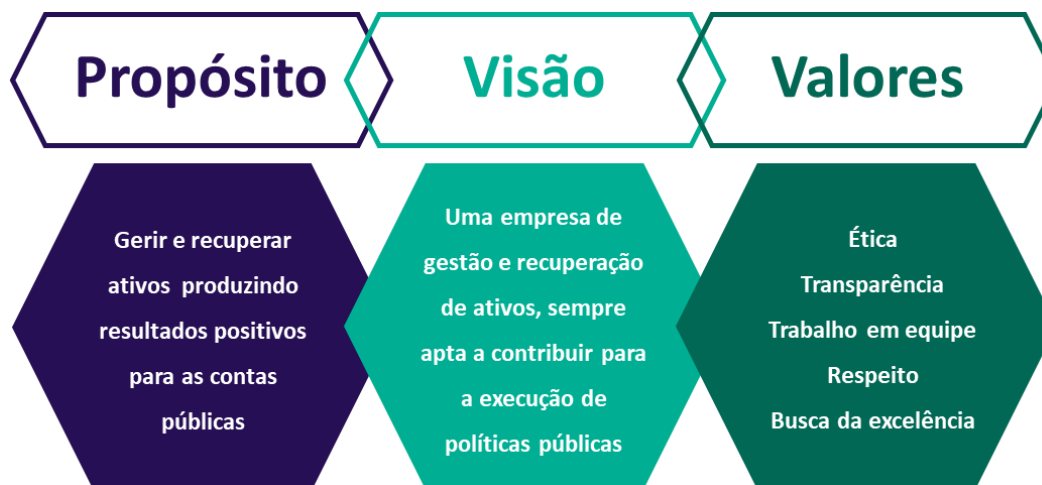 Propósito
Visão
Valores
Gerir e recuperar
ativos produzindo
resultados positivos
para as contas
públicas
Uma empresa de
gestão e recuperação
de ativos, sempre
apta a contribuir para
a execução de
políticas públicas
Ética
Transparência
Trabalho em equipe
Respeito
Busca da excelência